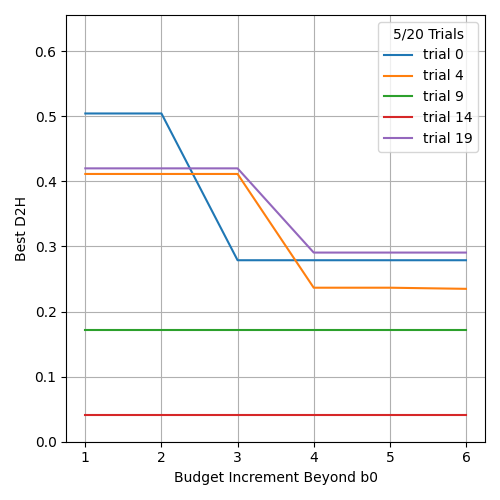 5/20 Trials
trial 0
trial 4
trial 9
trial 14
trial 19
0.6
0.5
0.4
0.3
0.2
0.1
0.0
Best D2H
1 2 3 4 5 6
Budget Increment Beyond b0